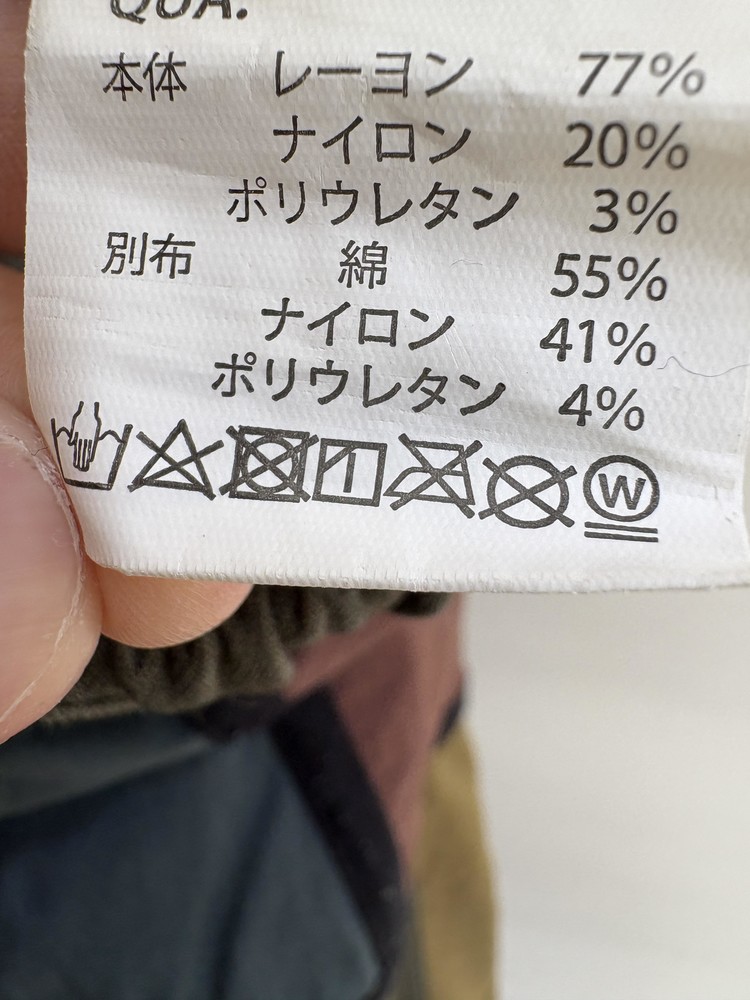 QUA.
本体 レーヨン 77%
ナイロン 20%
ポリウレタン 3%
別布 綿 55%
ナイロン 41%
ポリウレタン 4%
W